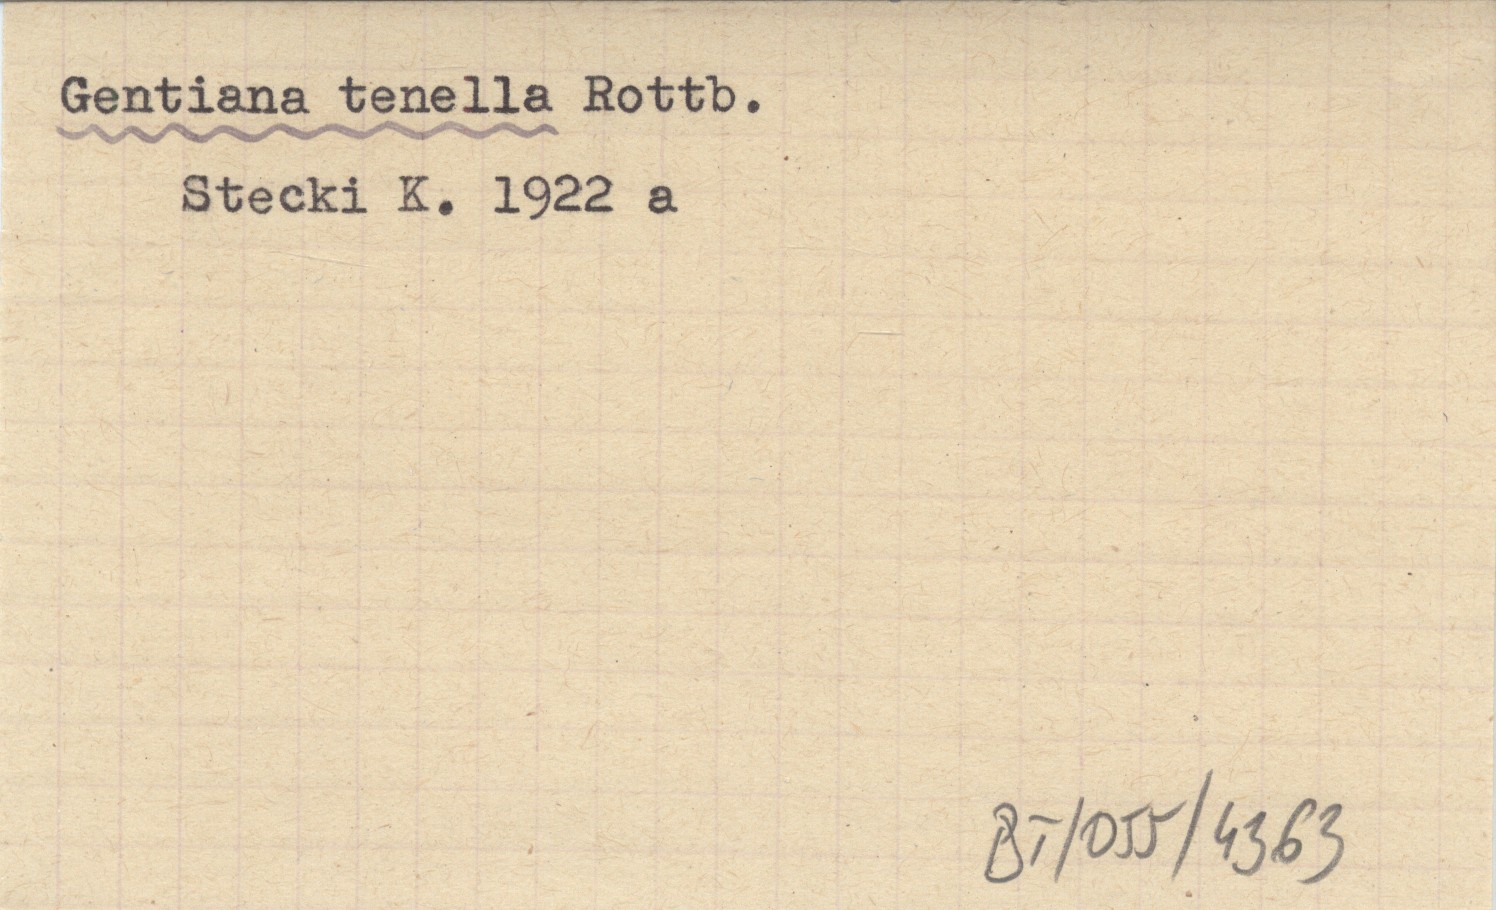 Gentiana tenella Rottb.
Stecki K. 1922 a
BT/055/4363